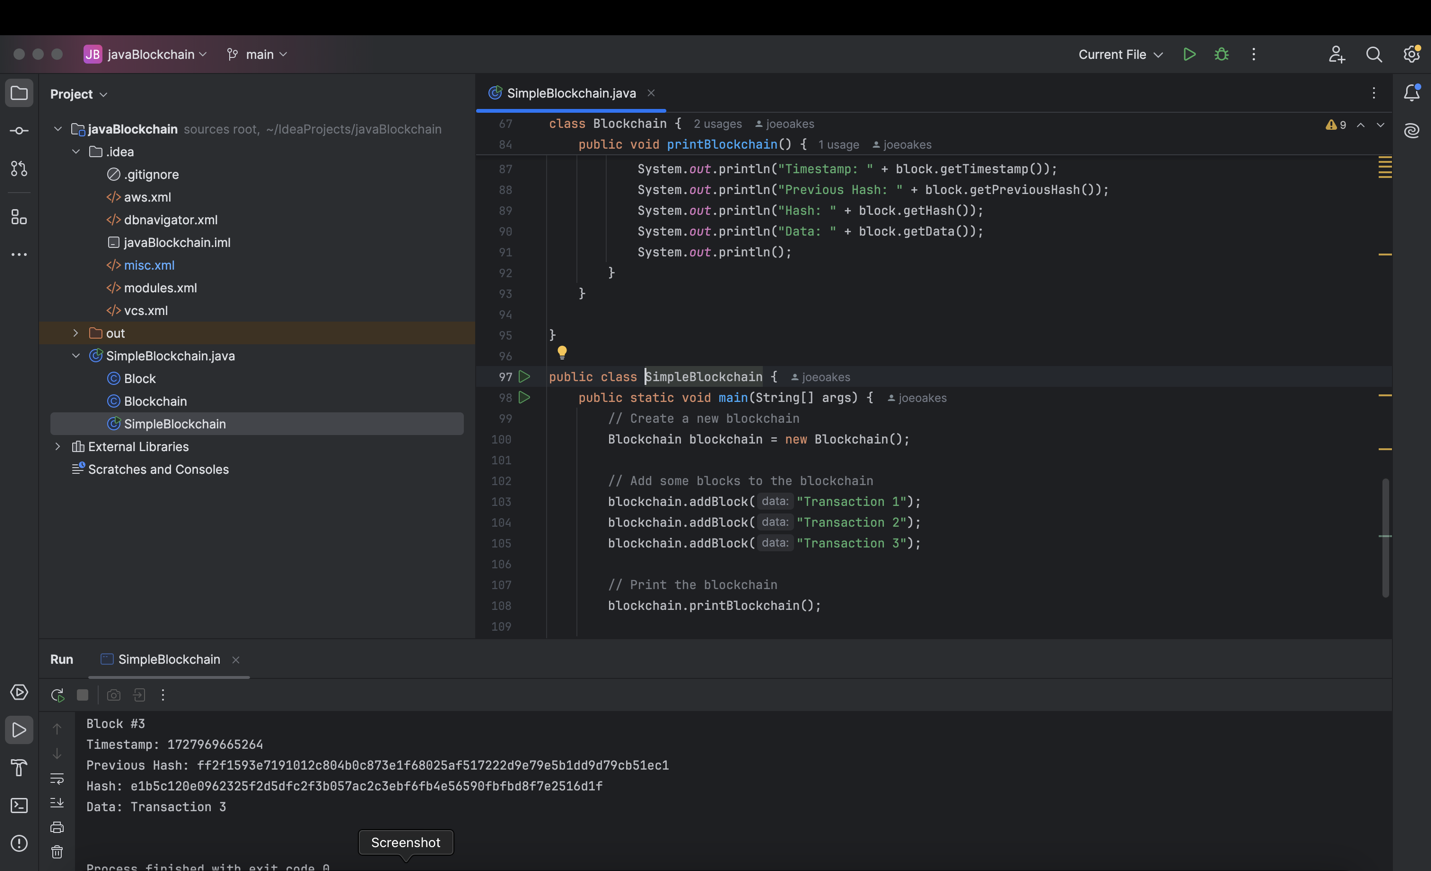 JB javaBlockchain main Current File
Project
SimpleBlockchain.java
javaBlockchain sources root, ~/IdeaProjects/javaBlockchain
.idea
.gitignore
aws.xml
dbnavigator.xml
javaBlockchain.iml
misc.xml
modules.xml
vcs.xml
out
SimpleBlockchain.java
Block
Blockchain
SimpleBlockchain
External Libraries
Scratches and Consoles
67 class Blockchain { 2 usages joeoakes 9
84 public void printBlockchain() { 1 usage joeoakes
87 System.out.println("Timestamp: " + block.getTimestamp());
88 System.out.println("Previous Hash: " + block.getPreviousHash());
89 System.out.println("Hash: " + block.getHash());
90 System.out.println("Data: " + block.getData());
91 System.out.println();
92 }
93 }
94
95 }
96
97 public class SimpleBlockchain { joeoakes
98 public static void main(String[] args) { joeoakes
99 // Create a new blockchain
100 Blockchain blockchain = new Blockchain();
101
102 // Add some blocks to the blockchain
103 blockchain.addBlock( data: "Transaction 1");
104 blockchain.addBlock( data: "Transaction 2");
105 blockchain.addBlock( data: "Transaction 3");
106
107 // Print the blockchain
108 blockchain.printBlockchain();
109
Run SimpleBlockchain
Block #3
Timestamp: 1727969665264
Previous Hash: ff2f1593e7191012c804b0c873e1f68025af517222d9e79e5b1dd9d79cb51ec1
Hash: e1b5c120e0962325f2d5dfc2f3b057ac2c3ebf6fb4e56590fbfbd8f7e2516d1f
Data: Transaction 3
Screenshot
Process finished with exit code 0